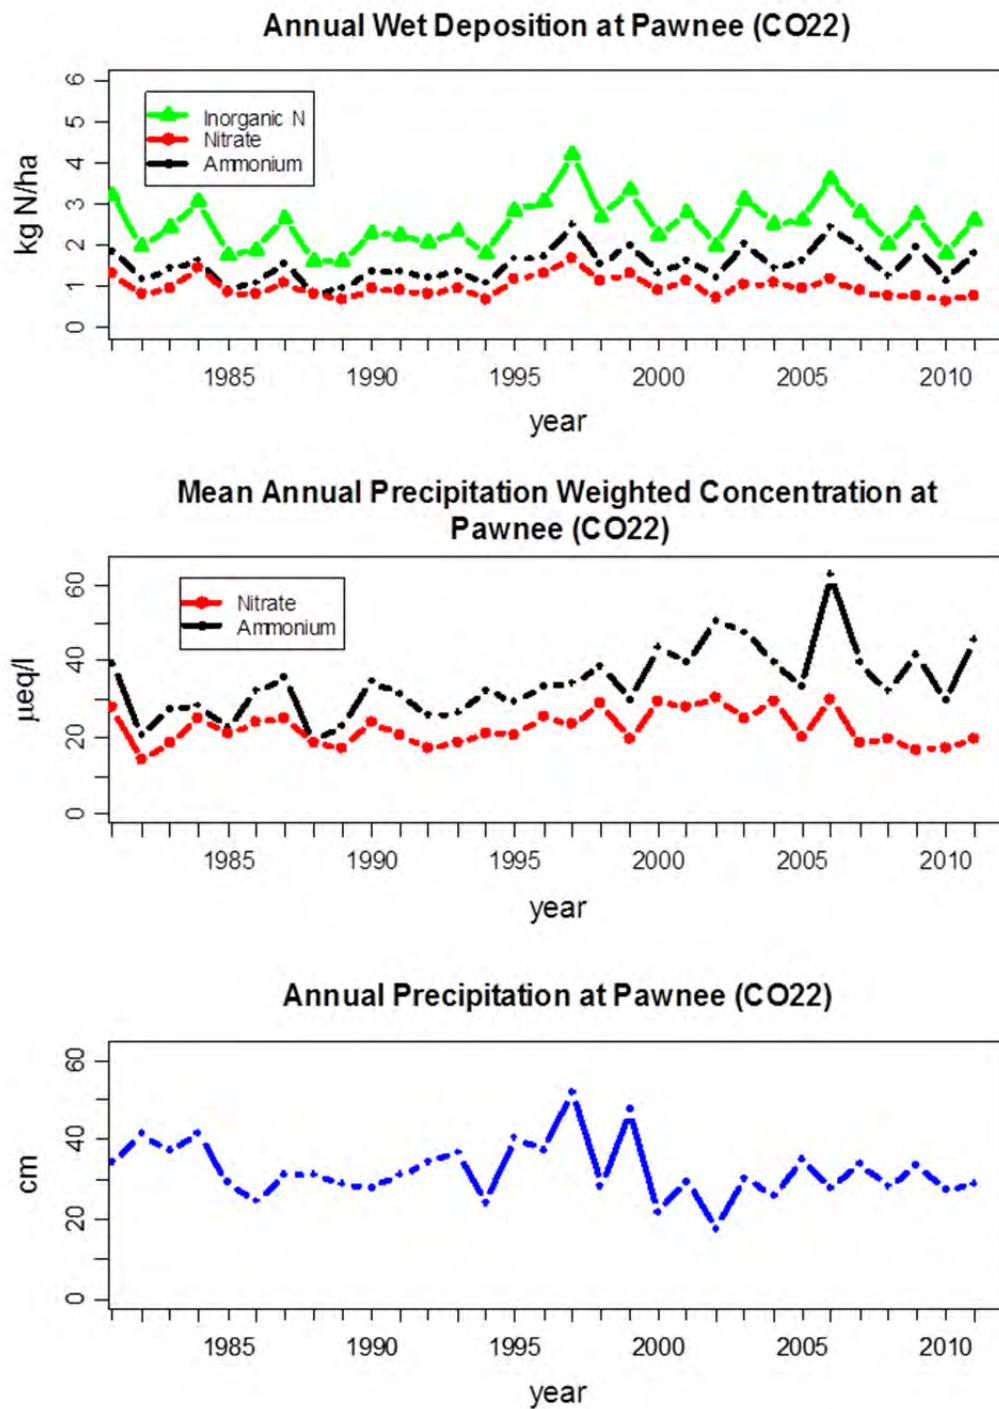 Annual Wet Deposition at Pawnee (CO22)
6
5
4
3
2
1
0
kg N/ha
Inorganic N
Nitrate
Ammonium
1985 1990 1995 2000 2005 2010
year
Mean Annual Precipitation Weighted Concentration at
Pawnee (CO22)
60
40
20
0
µeq/l
Nitrate
Ammonium
1985 1990 1995 2000 2005 2010
year
Annual Precipitation at Pawnee (CO22)
60
40
20
0
cm
1985 1990 1995 2000 2005 2010
year